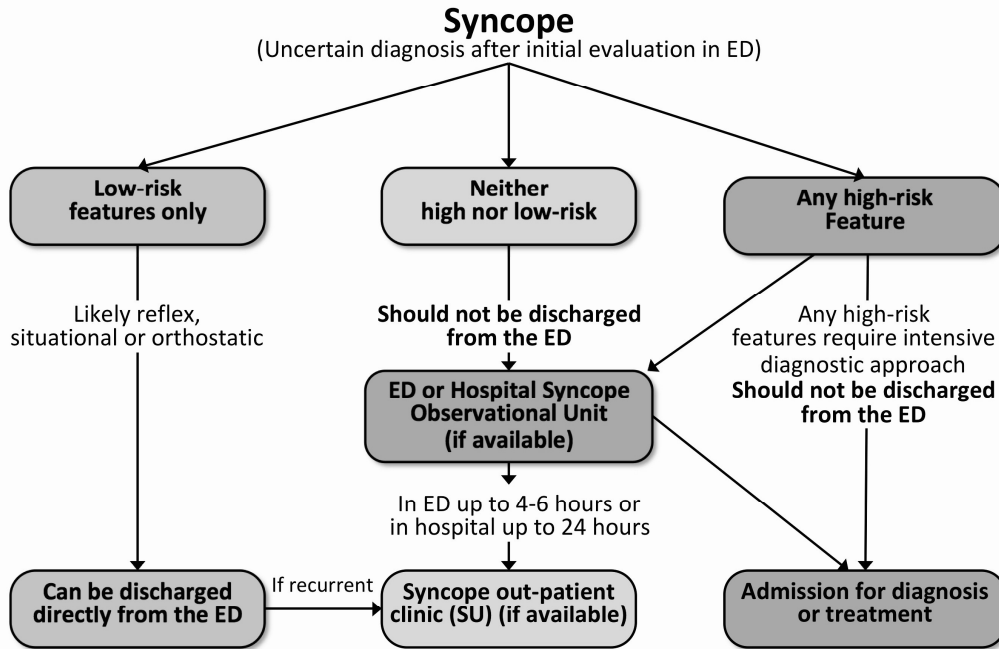 Syncope
(Uncertain diagnosis after initial evaluation in ED)
Low-risk
features only
Neither
high nor low-risk
Any high-risk
Feature
Likely reflex,
situational or orthostatic
Should not be discharged
from the ED
Any high-risk
features require intensive
diagnostic approach
Should not be discharged
from the ED
ED or Hospital Syncope
Observational Unit
(if available)
In ED up to 4-6 hours or
in hospital up to 24 hours
Can be discharged
directly from the ED
If recurrent
Syncope out-patient
clinic (SU) (if available)
Admission for diagnosis
or treatment